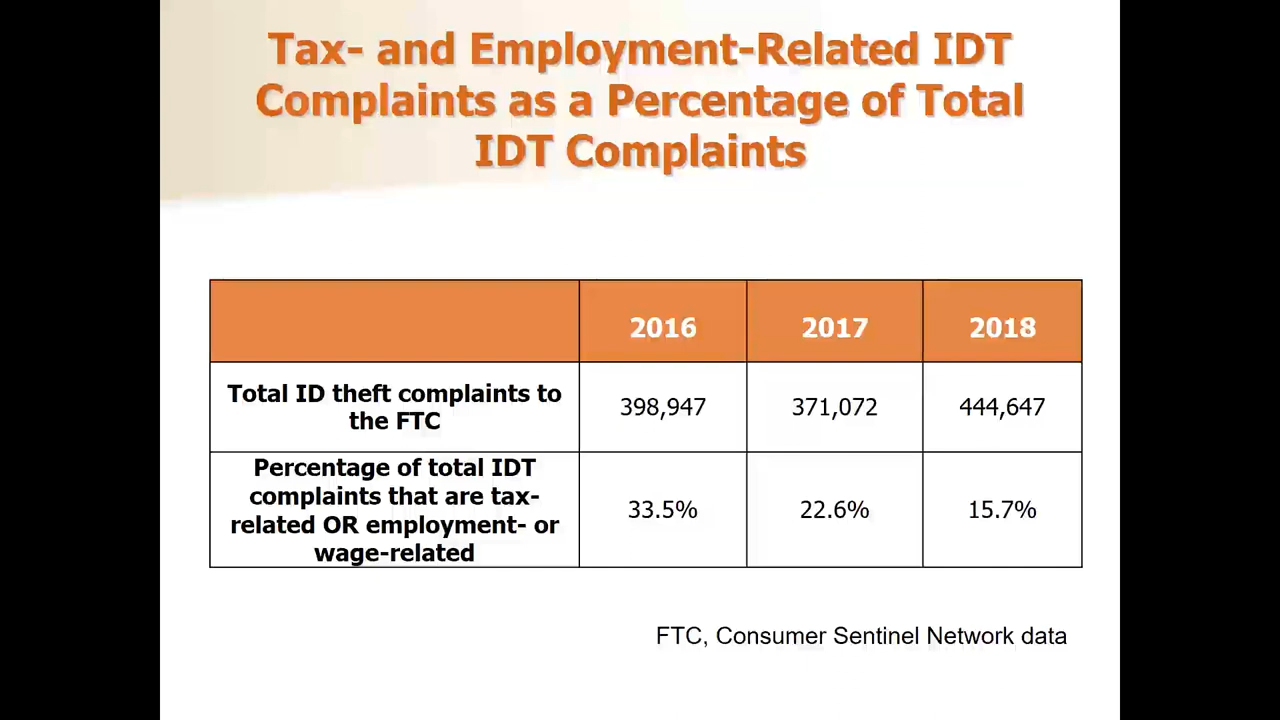 Tax- and Employment-Related IDT
Complaints as a Percentage of Total
IDT Complaints
2016 2017 2018
Total ID theft complaints to
the FTC
398,947 371,072 444,647
Percentage of total IDT
complaints that are tax-
related OR employment- or
wage-related
33.5% 22.6% 15.7%
FTC, Consumer Sentinel Network data